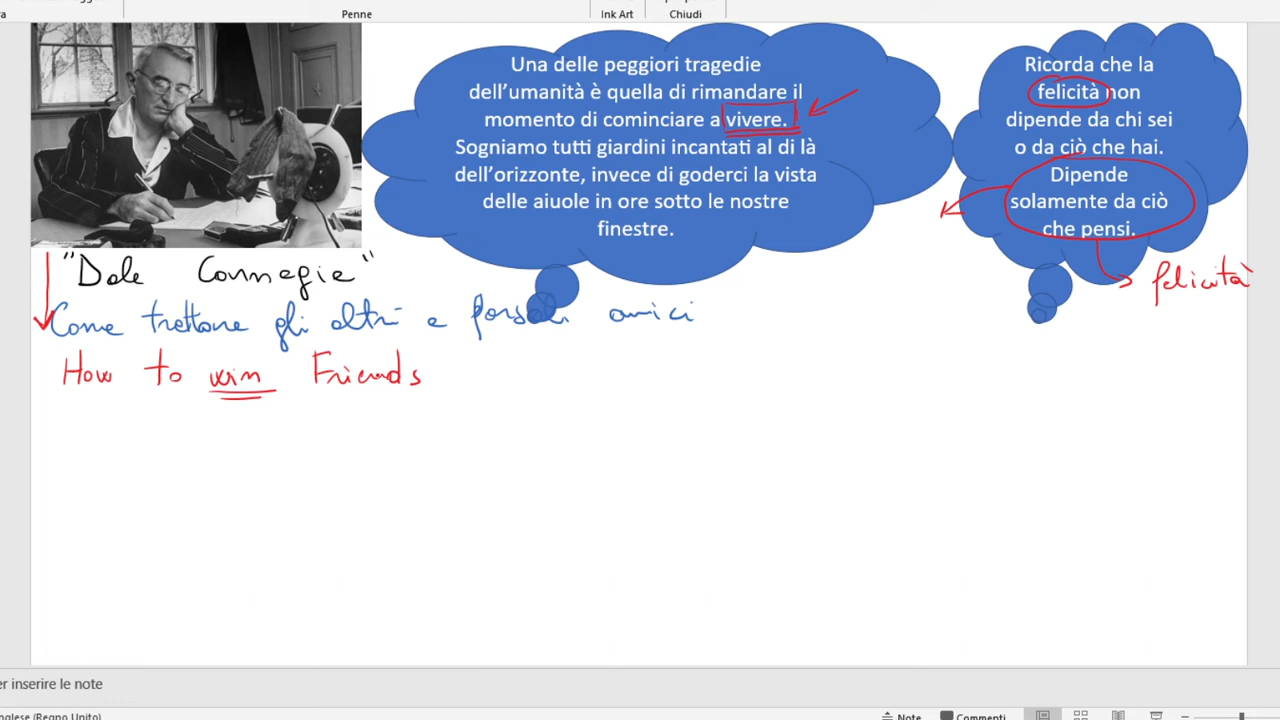 Penne
Ink Art
Chiudi
Una delle peggiori tragedie
dell'umanità è quella di rimandare il
momento di cominciare a vivere.
Sogniamo tutti giardini incantati al di là
dell'orizzonte, invece di goderci la vista
delle aiuole in ore sotto le nostre
finestre.
Ricorda che la
felicità non
dipende da chi sei
o da ciò che hai.
Dipende
solamente da ciò
che pensi.
felicità
"Dale Carnegie"
Come trattare gli altri e farseli amici
How to win Friends
er inserire le note
nglese (Regno Unito)
Note
Commenti